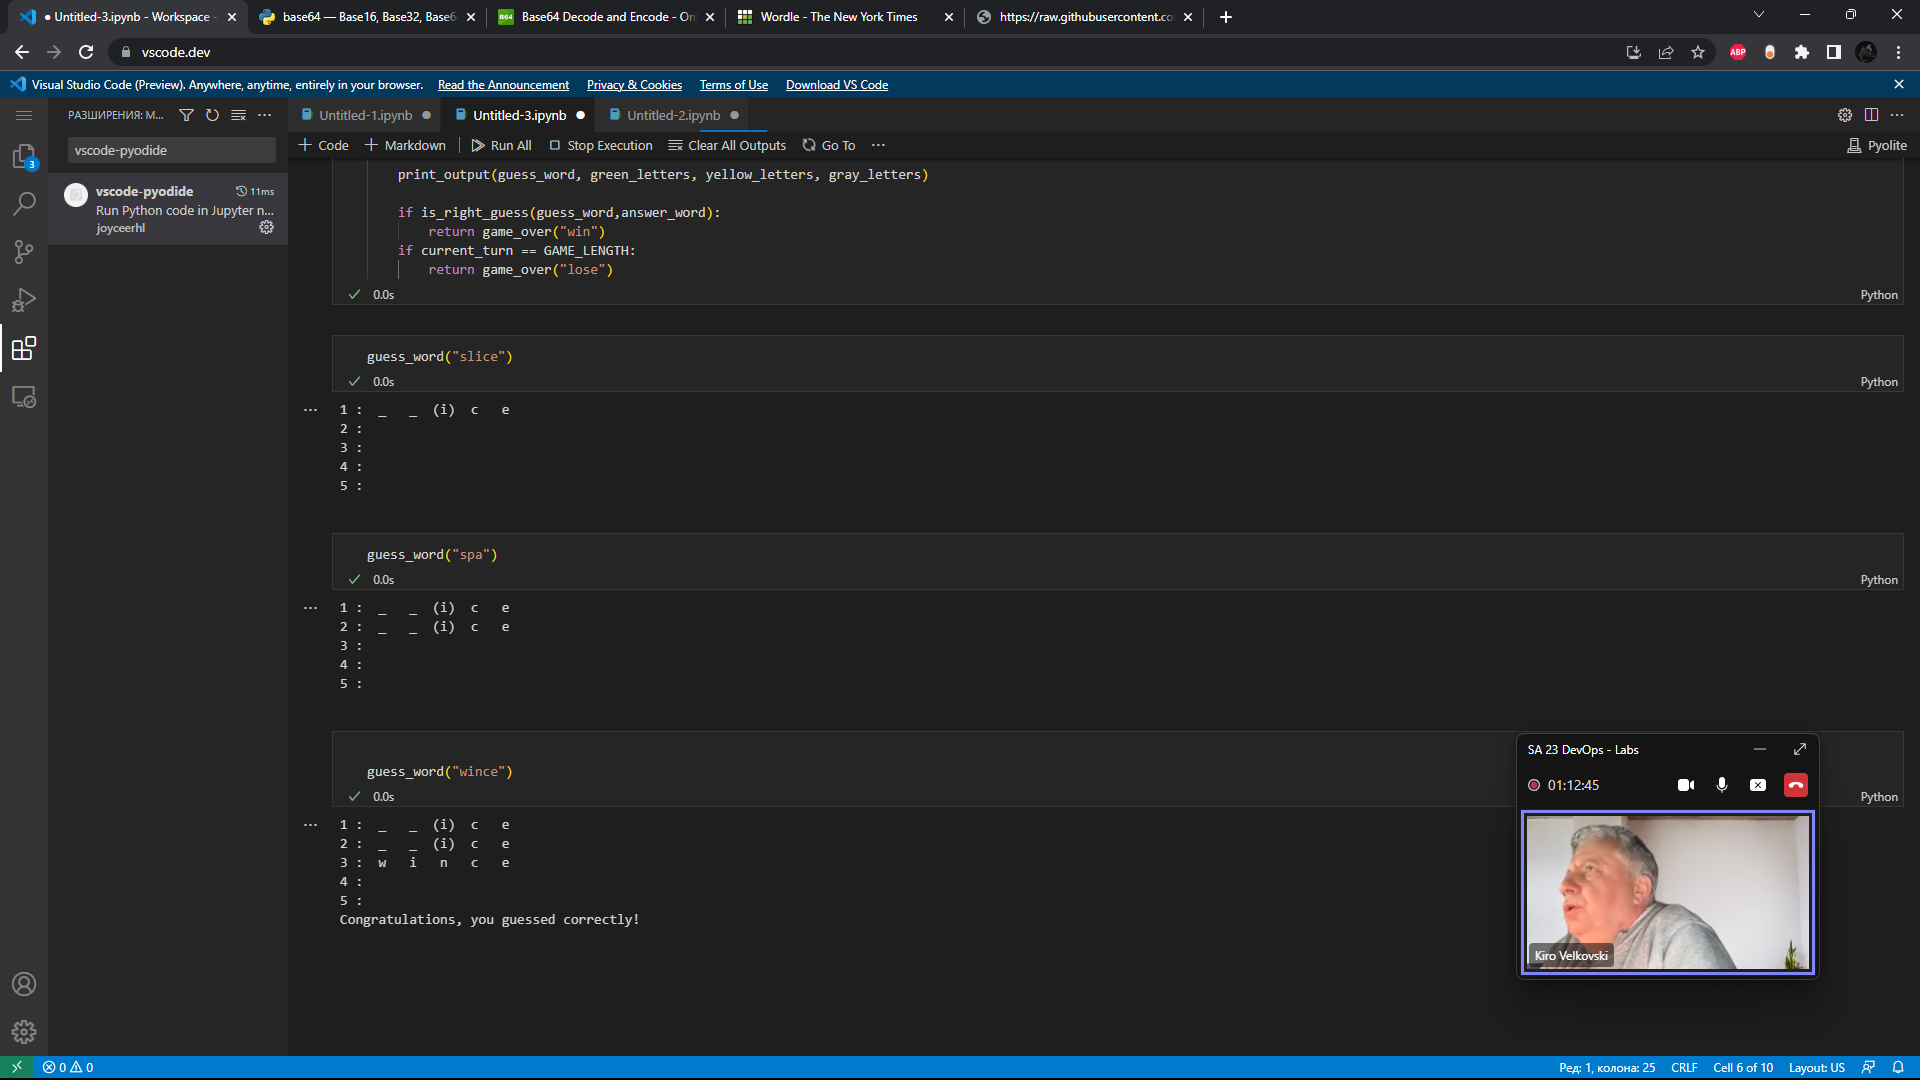 ● Untitled-3.ipynb - Workspace -
base64 — Base16, Base32, Base6
Base64 Decode and Encode - On
Wordle - The New York Times
https://raw.githubusercontent.co
vscode.dev
ABP
Visual Studio Code (Preview). Anywhere, anytime, entirely in your browser. Read the Announcement Privacy & Cookies Terms of Use Download VS Code
РАЗШИРЕНИЯ: M...
Untitled-1.ipynb
Untitled-3.ipynb
Untitled-2.ipynb
vscode-pyodide
Code
Markdown
Run All
Stop Execution
Clear All Outputs
Go To
Pyolite
3
vscode-pyodide
11ms
Run Python code in Jupyter n...
joyceerhl
print_output(guess_word, green_letters, yellow_letters, gray_letters)
if is_right_guess(guess_word,answer_word):
return game_over("win")
if current_turn == GAME_LENGTH:
return game_over("lose")
0.0s
Python
guess_word("slice")
0.0s
Python
1 : _ _ (i) c e
2 :
3 :
4 :
5 :
guess_word("spa")
0.0s
Python
1 : _ _ (i) c e
2 : _ _ (i) c e
3 :
4 :
5 :
guess_word("wince")
0.0s
Python
1 : _ _ (i) c e
2 : _ _ (i) c e
3 : w i n c e
4 :
5 :
Congratulations, you guessed correctly!
SA 23 DevOps - Labs
01:12:45
Kiro Velkovski
0
0
Ред: 1, колона: 25
CRLF
Cell 6 of 10
Layout: US